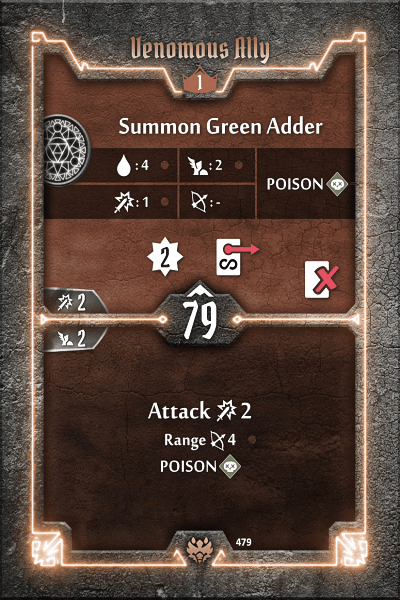 Venomous Ally
1
Summon Green Adder
: 4 : 2
: 1 : -
POISON
2
2
79
2
Attack 2
Range 4
POISON
479